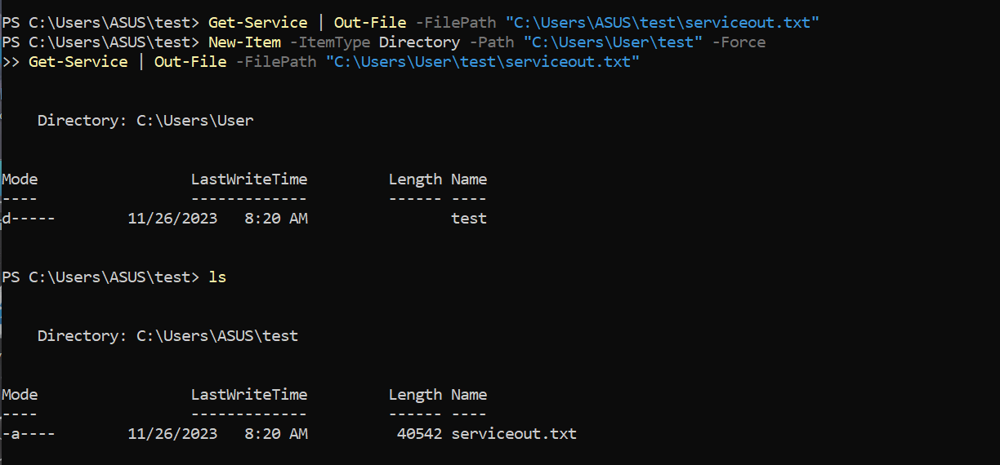 PS C:\Users\ASUS\test> Get-Service | Out-File -FilePath "C:\Users\ASUS\test\serviceout.txt"
PS C:\Users\ASUS\test> New-Item -ItemType Directory -Path "C:\Users\User\test" -Force
>> Get-Service | Out-File -FilePath "C:\Users\User\test\serviceout.txt"
    Directory: C:\Users\User
Mode                 LastWriteTime         Length Name
----                 -------------         ------ ----
d-----        11/26/2023   8:20 AM                test
PS C:\Users\ASUS\test> ls
    Directory: C:\Users\ASUS\test
Mode                 LastWriteTime         Length Name
----                 -------------         ------ ----
-a----        11/26/2023   8:20 AM          40542 serviceout.txt